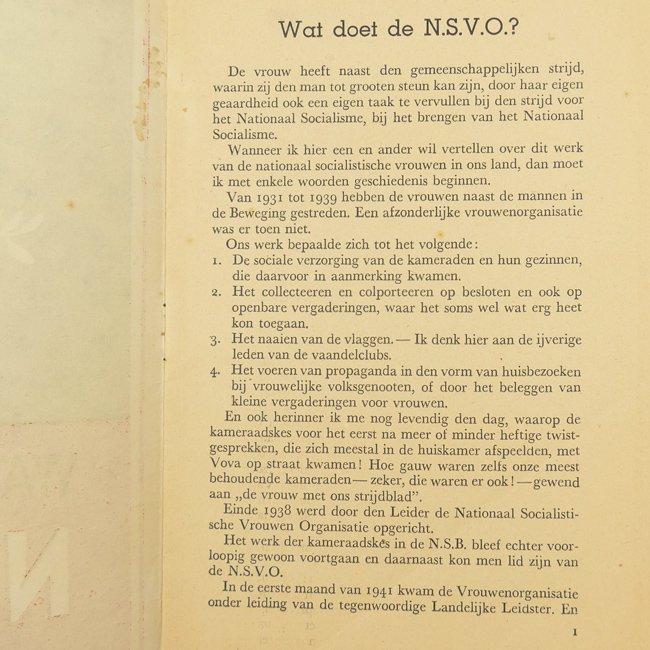 Wat doet de N.S.V.O.?
De vrouw heeft naast den gemeenschappelijken strijd,
waarin zij den man tot grooten steun kan zijn, door haar eigen
geaardheid ook een eigen taak te vervullen bij den strijd voor
het Nationaal Socialisme, bij het brengen van het Nationaal
Socialisme.
Wanneer ik hier een en ander wil vertellen over dit werk
van de nationaal socialistische vrouwen in ons land, dan moet
ik met enkele woorden geschiedenis beginnen.
Van 1931 tot 1939 hebben de vrouwen naast de mannen in
de Beweging gestreden. Een afzonderlijke vrouwenorganisatie
was er toen niet.
Ons werk bepaalde zich tot het volgende:
1. De sociale verzorging van de kameraden en hun gezinnen,
die daarvoor in aanmerking kwamen.
2. Het collecteeren en colporteeren op besloten en ook op
openbare vergaderingen, waar het soms wel wat erg heet
kon toegaan.
3. Het naaien van de vlaggen. — Ik denk hier aan de ijverige
leden van de vaandelclubs.
4. Het voeren van propaganda in den vorm van huisbezoeken
bij vrouwelijke volksgenooten, of door het beleggen van
kleine vergaderingen voor vrouwen.
En ook herinner ik me nog levendig den dag, waarop de
kameraadskes voor het eerst na meer of minder heftige twist-
gesprekken, die zich meestal in de huiskamer afspeelden, met
Vova op straat kwamen! Hoe gauw waren zelfs onze meest
behoudende kameraden — zeker, die waren er ook! — gewend
aan „de vrouw met ons strijdblad”.
Einde 1938 werd door den Leider de Nationaal Socialisti-
sche Vrouwen Organisatie opgericht.
Het werk der kameraadskes in de N.S.B. bleef echter voor-
loopig gewoon voortgaan en daarnaast kon men lid zijn van
de N.S.V.O.
In de eerste maand van 1941 kwam de Vrouwenorganisatie
onder leiding van de tegenwoordige Landelijke Leidster. En
1